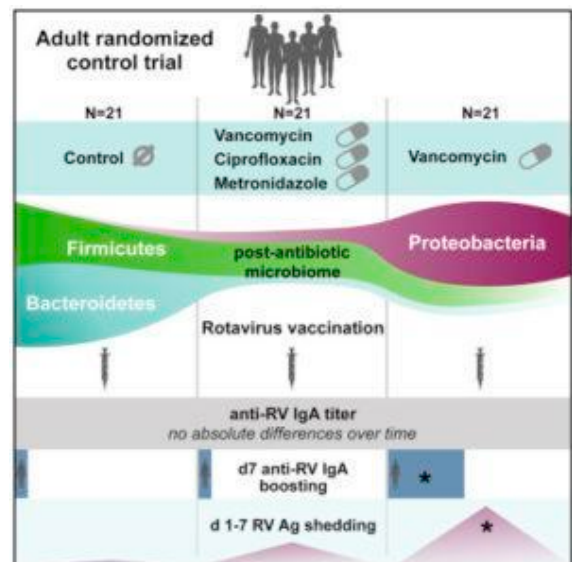 Adult randomized
control trial
N=21
N=21
N=21
Control
Vancomycin
Ciprofloxacin
Metronidazole
Vancomycin
Firmicutes
Bacteroidetes
post-antibiotic
microbiome
Proteobacteria
Rotavirus vaccination
anti-RV IgA titer
no absolute differences over time
d7 anti-RV IgA
boosting
*
d 1-7 RV Ag shedding
*